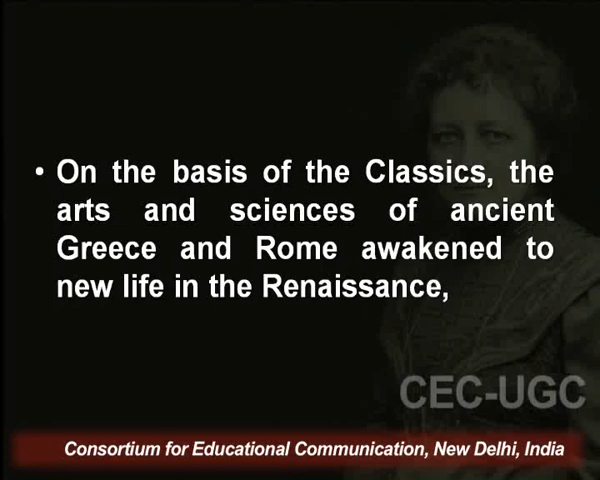 • On the basis of the Classics, the
arts and sciences of ancient
Greece and Rome awakened to
new life in the Renaissance,
CEC-UGC
Consortium for Educational Communication, New Delhi, India